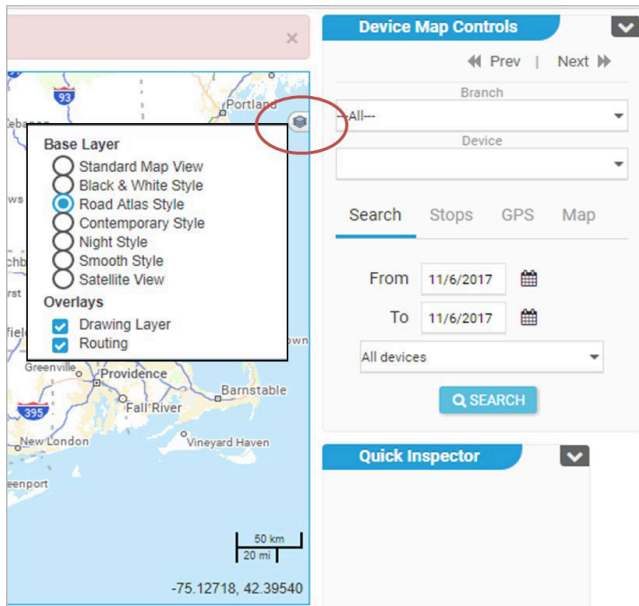 ×
93
Portland
Base Layer
Standard Map View
Black & White Style
Road Atlas Style
Contemporary Style
Night Style
Smooth Style
Satellite View
Overlays
Drawing Layer
Routing
Greenville
Providence
Barnstable
395
Fall River
New London
Vineyard Haven
50 km
20 mi
-75.12718, 42.39540
Device Map Controls
Prev | Next
Branch
---All---
Device
Search Stops GPS Map
From 11/6/2017
To 11/6/2017
All devices
SEARCH
Quick Inspector